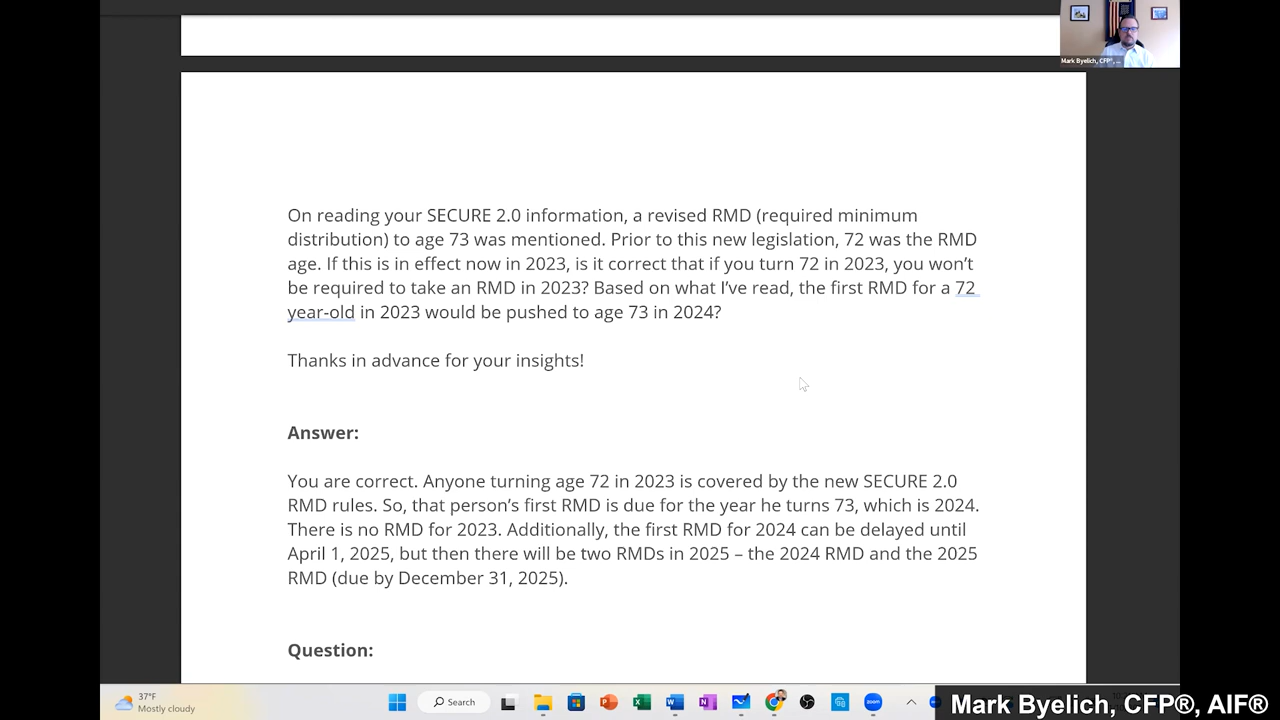 Mark Byelich, CFP®, ...
On reading your SECURE 2.0 information, a revised RMD (required minimum
distribution) to age 73 was mentioned. Prior to this new legislation, 72 was the RMD
age. If this is in effect now in 2023, is it correct that if you turn 72 in 2023, you won’t
be required to take an RMD in 2023? Based on what I’ve read, the first RMD for a 72
year-old in 2023 would be pushed to age 73 in 2024?
Thanks in advance for your insights!
Answer:
You are correct. Anyone turning age 72 in 2023 is covered by the new SECURE 2.0
RMD rules. So, that person’s first RMD is due for the year he turns 73, which is 2024.
There is no RMD for 2023. Additionally, the first RMD for 2024 can be delayed until
April 1, 2025, but then there will be two RMDs in 2025 – the 2024 RMD and the 2025
RMD (due by December 31, 2025).
Question:
37°F
Mostly cloudy
Search
zoom
Mark Byelich, CFP®, AIF®